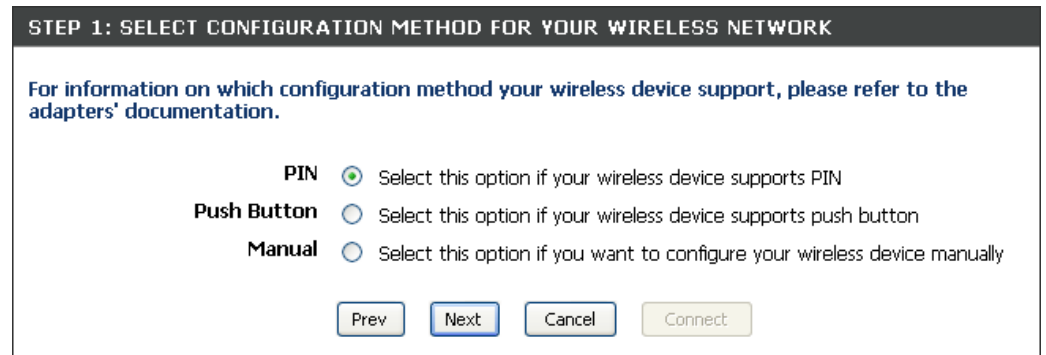 STEP 1: SELECT CONFIGURATION METHOD FOR YOUR WIRELESS NETWORK
For information on which configuration method your wireless device support, please refer to the
adapters' documentation.
PIN Select this option if your wireless device supports PIN
Push Button Select this option if your wireless device supports push button
Manual Select this option if you want to configure your wireless device manually
Prev Next Cancel Connect